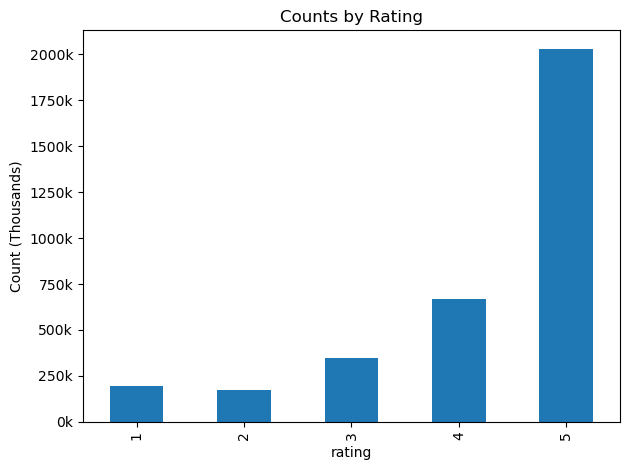 Counts by Rating
Count (Thousands)
2000k
1750k
1500k
1250k
1000k
750k
500k
250k
0k
1
2
3
4
5
rating